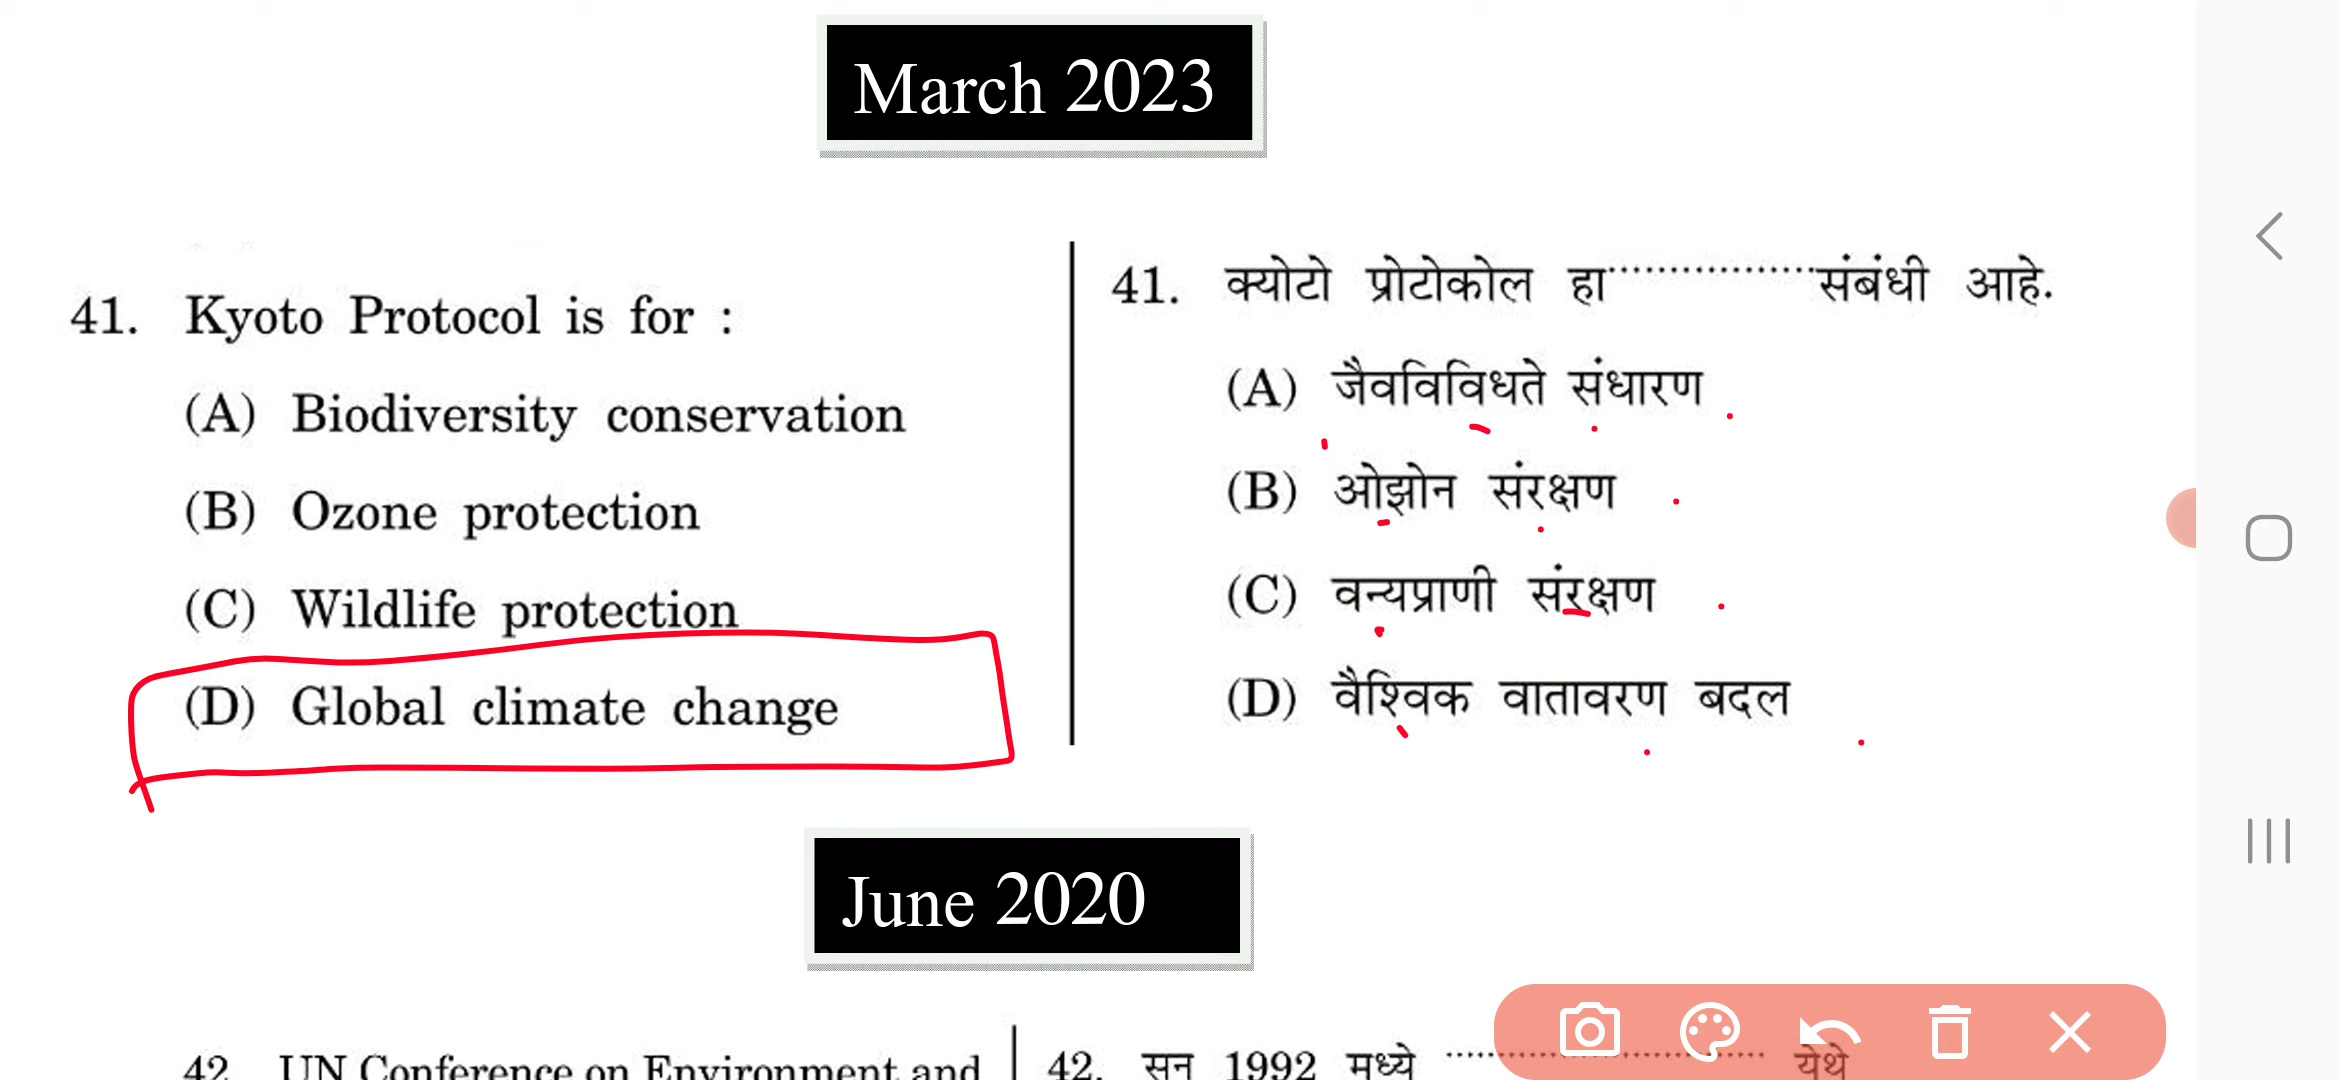 March 2023
41. Kyoto Protocol is for :
(A) Biodiversity conservation
(B) Ozone protection
(C) Wildlife protection
(D) Global climate change
41. क्योटो प्रोटोकोल हा.................संबंधी आहे.
(A) जैवविविधते संधारण
(B) ओझोन संरक्षण
(C) वन्यप्राणी संरक्षण
(D) वैश्विक वातावरण बदल
June 2020
42. UN Conference on Environment and
42. सन 1992 मध्ये .......................... येथे